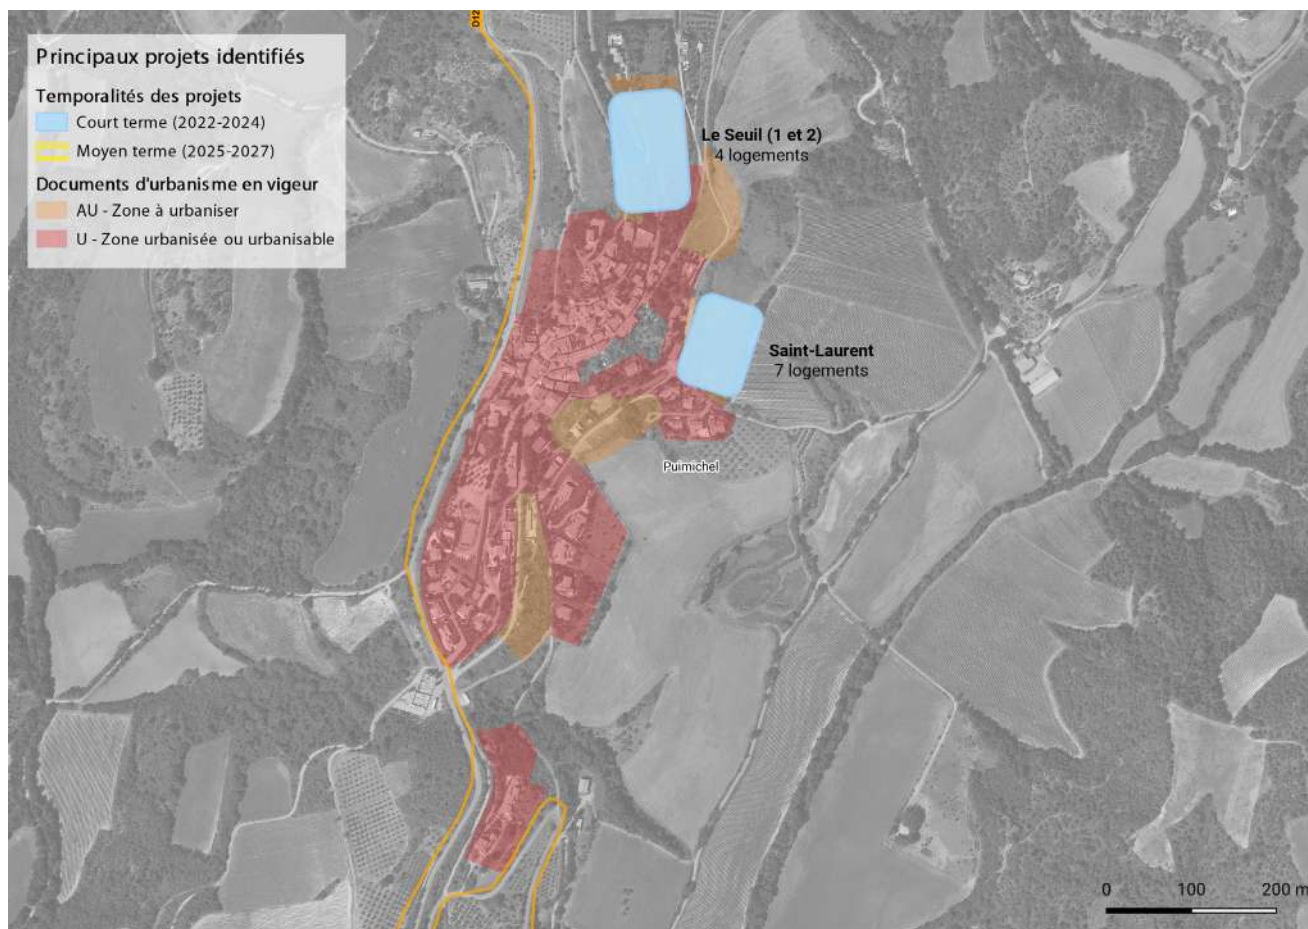 D12
Principaux projets identifiés
Temporalités des projets
Court terme (2022-2024)
Moyen terme (2025-2027)
Documents d'urbanisme en vigeur
AU - Zone à urbaniser
U - Zone urbanisée ou urbanisable
Le Seuil (1 et 2)
4 logements
Saint-Laurent
7 logements
Puimichel
0 100 200 m